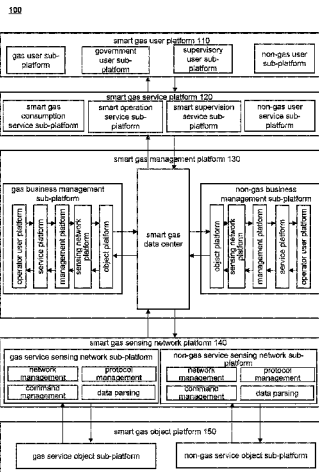 100
smart gas user platform 110
gas user sub-
platform
government
user sub-
platform
supervisory
user sub-
platform
non-gas user
sub-platform
smart gas service platform 120
smart gas
consumption
service sub-platform
smart operation
service sub-
platform
smart supervision
service sub-
platform
non-gas user
service sub-
platform
smart gas management platform 130
gas business management
sub-platform
operator user platform
service platform
management platform
sensing network
platform
object platform
smart gas
data center
non-gas business
management sub-platform
object platform
sensing network
platform
management platform
service platform
operator user platform
smart gas sensing network platform 140
gas service sensing network sub-platform
network
management
protocol
management
command
management
data parsing
non-gas service sensing network sub-
platform
network
management
protocol
management
command
management
data parsing
smart gas object platform 150
gas service object sub-platform
non-gas service object sub-platform